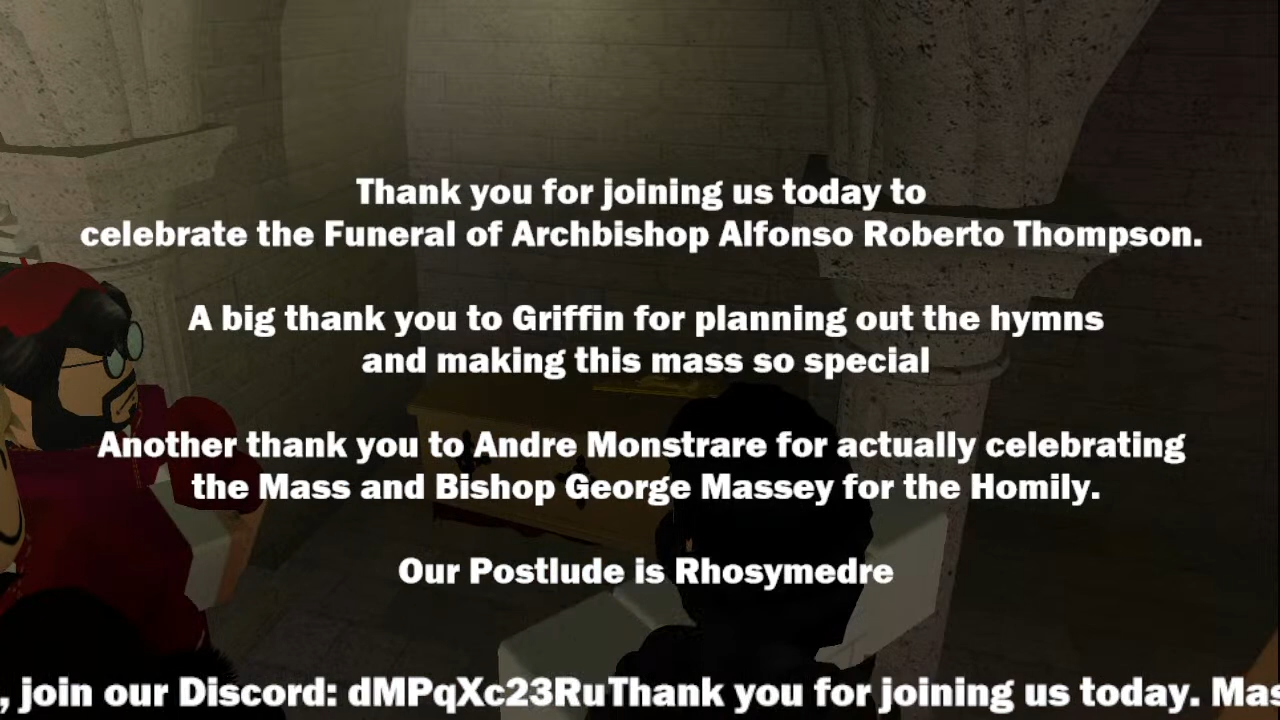 Thank you for joining us today to
celebrate the Funeral of Archbishop Alfonso Roberto Thompson.
A big thank you to Griffin for planning out the hymns
and making this mass so special
Another thank you to Andre Monstrare for actually celebrating
the Mass and Bishop George Massey for the Homily.
Our Postlude is Rhosymedre
, join our Discord: dMPqXc23RuThank you for joining us today. Mas